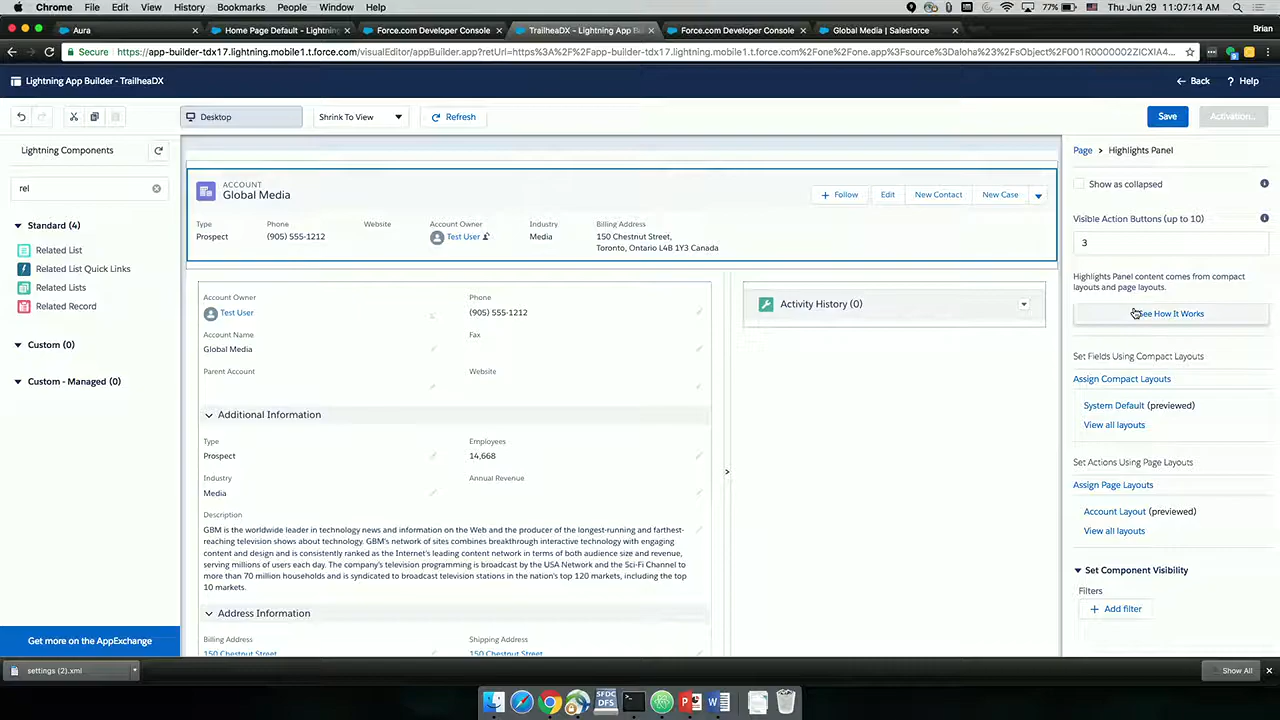 Chrome File Edit View History Bookmarks People Window Help
77% Thu Jun 29 11:07:14 AM
Aura
Home Page Default - Lightning
Force.com Developer Console
TrailheaDX - Lightning App Bu
Force.com Developer Console
Global Media | Salesforce
Brian
Secure https://app-builder-tdx17.lightning.mobile1.t.force.com/visualEditor/appBuilder.app?retUrl=https%3A%2F%2Fapp-builder-tdx17.lightning.mobile1.t.force.com%2Fone%2Fone.app%3Fsource%3Daloha%23%2FsObject%2F001R0000002ZICXIA4...
Lightning App Builder - TrailheaDX
Back
? Help
Desktop
Shrink To View
Refresh
Save
Activation...
Lightning Components
rel
Standard (4)
Related List
Related List Quick Links
Related Lists
Related Record
Custom (0)
Custom - Managed (0)
Get more on the AppExchange
ACCOUNT
Global Media
+ Follow
Edit
New Contact
New Case
Type Phone Website Account Owner Industry Billing Address
Prospect (905) 555-1212 Test User Media 150 Chestnut Street,
Toronto, Ontario L4B 1Y3 Canada
Account Owner Phone
Test User (905) 555-1212
Account Name Fax
Global Media
Parent Account Website
Additional Information
Type Employees
Prospect 14,668
Industry Annual Revenue
Media
Description
GBM is the worldwide leader in technology news and information on the Web and the producer of the longest-running and farthest-
reaching television shows about technology. GBM's network of sites combines breakthrough interactive technology with engaging
content and design and is consistently ranked as the Internet's leading content network in terms of both audience size and revenue,
serving millions of users each day. The company's television programming is broadcast by the USA Network and the Sci-Fi Channel to
more than 70 million households and is syndicated to broadcast television stations in the nation's top 120 markets, including the top
10 markets.
Address Information
Billing Address Shipping Address
150 Chestnut Street, 150 Chestnut Street,
Activity History (0)
Page > Highlights Panel
Show as collapsed
Visible Action Buttons (up to 10)
3
Highlights Panel content comes from compact
layouts and page layouts.
See How It Works
Set Fields Using Compact Layouts
Assign Compact Layouts
System Default (previewed)
View all layouts
Set Actions Using Page Layouts
Assign Page Layouts
Account Layout (previewed)
View all layouts
Set Component Visibility
Filters
+ Add filter
settings (2).xml
Show All
SFDC
DFS